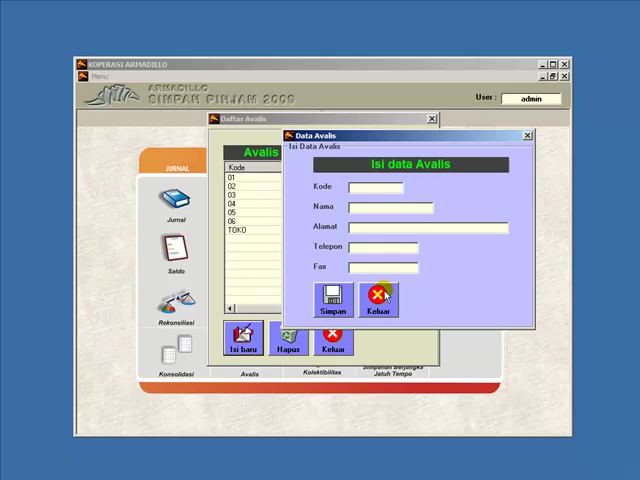 KOPERASI ARMADILLO
Menu
ARMADILLO
SIMPAN PINJAM 2009
User :
admin
Daftar Avalis
Data Avalis
Isi Data Avalis
Avalis
Isi data Avalis
JURNAL
Kode
01
02
03
04
05
06
TOKO
Kode
Nama
Alamat
Telepon
Fax
Simpan
Keluar
Jurnal
Saldo
Rekonsiliasi
Konsolidasi
Isi baru
Hapus
Keluar
Avalis
Kolektibilitas
Simpanan Berjangka
Jatuh Tempo